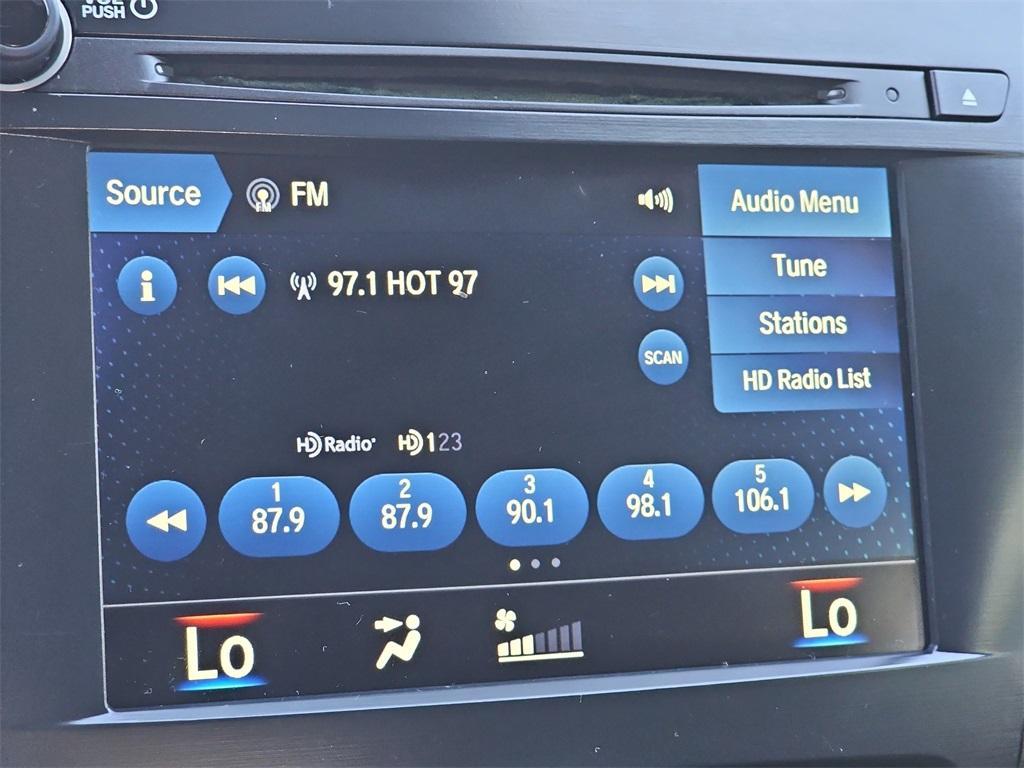 VOL
PUSH
Source
FM
FM
Audio Menu
i
97.1 HOT 97
Tune
Stations
SCAN
HD Radio List
HD Radio
HD 123
1
87.9
2
87.9
3
90.1
4
98.1
5
106.1
Lo
Lo